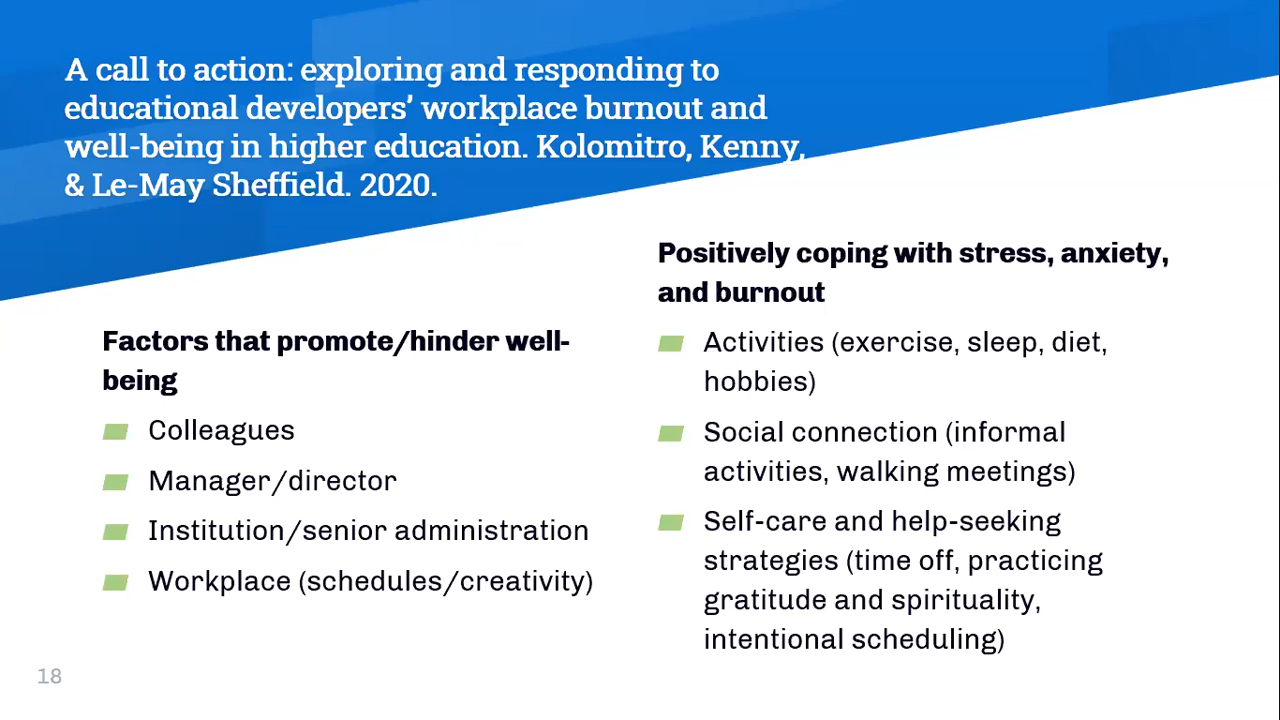 A call to action: exploring and responding to
educational developers’ workplace burnout and
well-being in higher education. Kolomitro, Kenny,
& Le-May Sheffield. 2020.
Factors that promote/hinder well-
being
Colleagues
Manager/director
Institution/senior administration
Workplace (schedules/creativity)
Positively coping with stress, anxiety,
and burnout
Activities (exercise, sleep, diet,
hobbies)
Social connection (informal
activities, walking meetings)
Self-care and help-seeking
strategies (time off, practicing
gratitude and spirituality,
intentional scheduling)
18